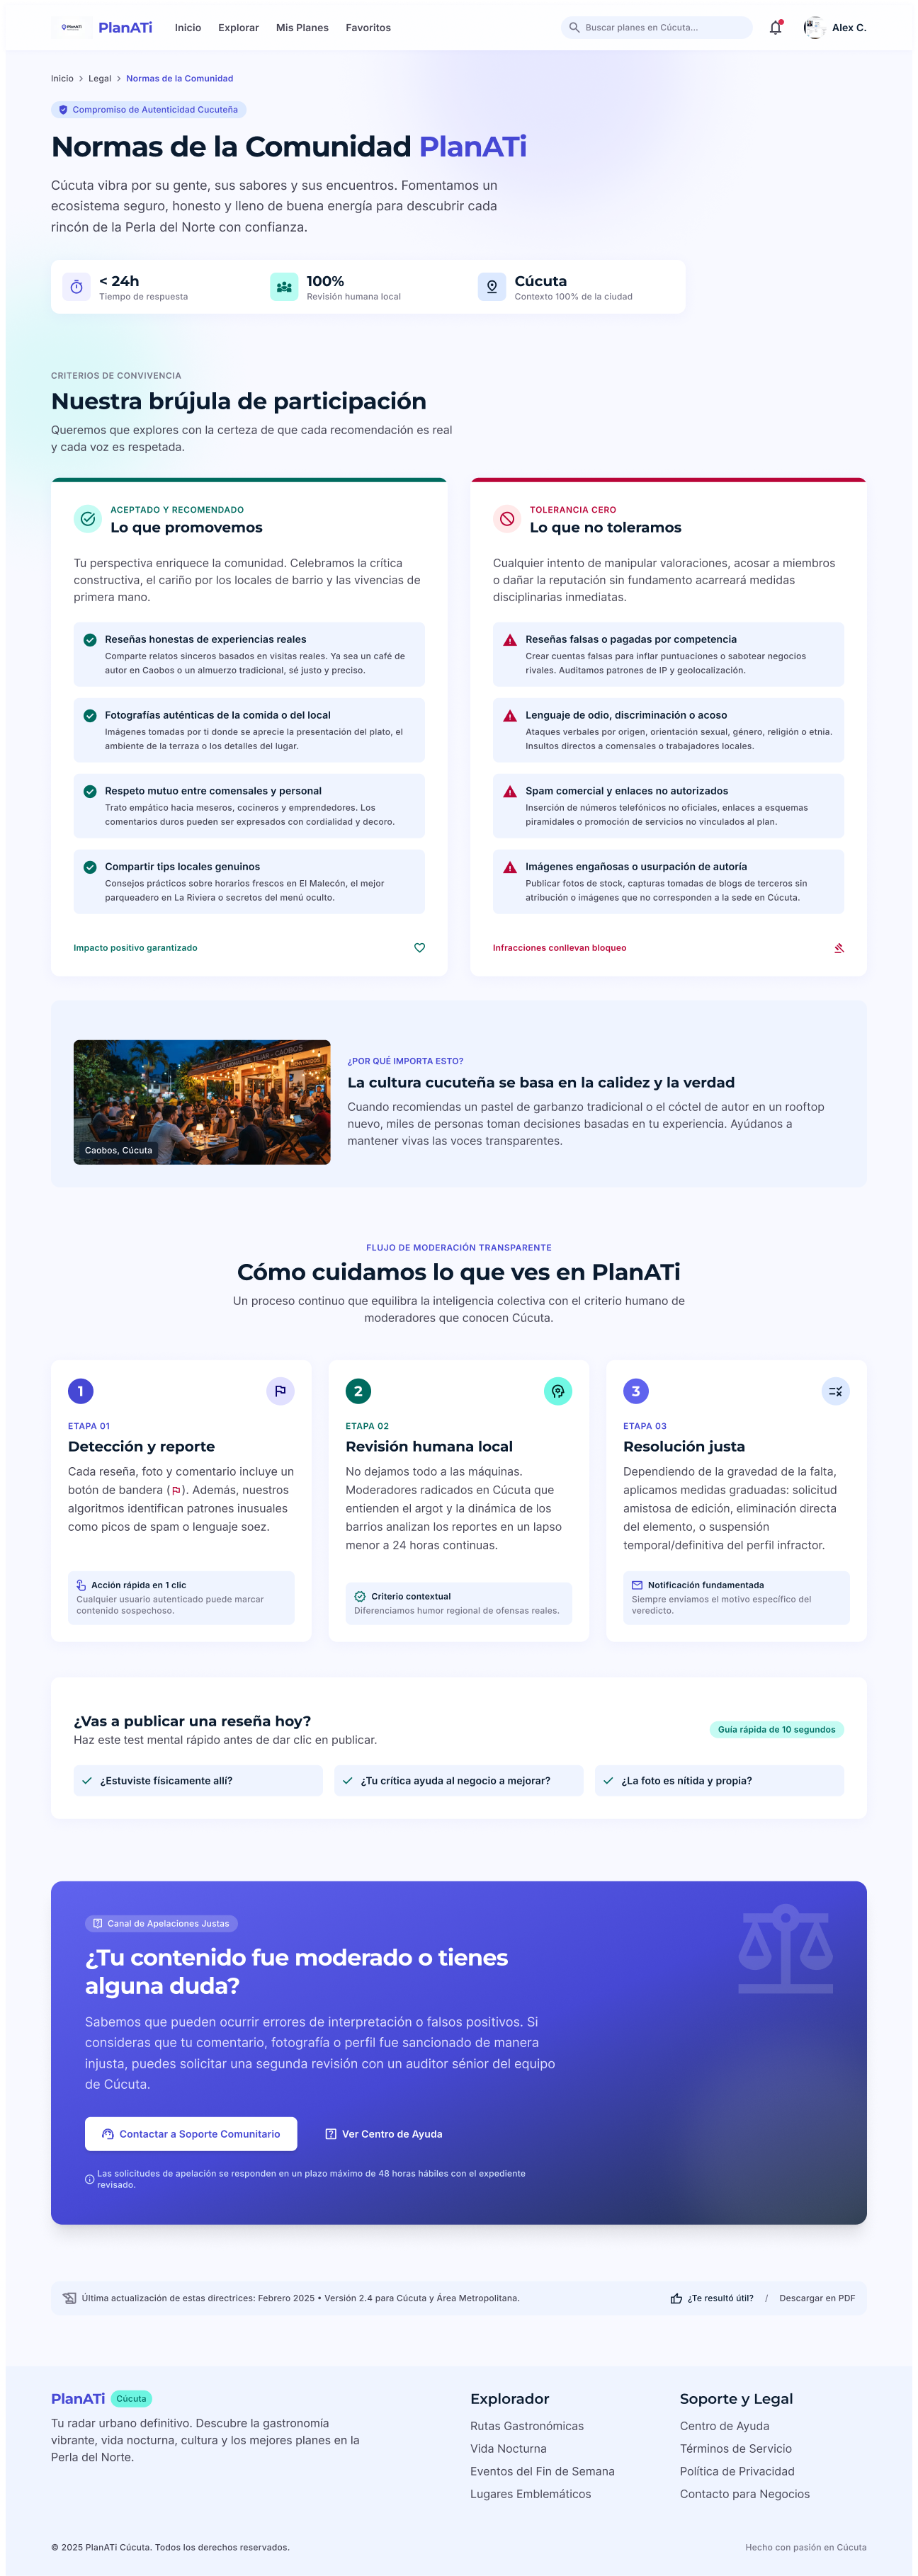 PlanATi
PlanATi
Inicio
Explorar
Mis Planes
Favoritos
Buscar planes en Cúcuta...
Alex C.
Inicio > Legal > Normas de la Comunidad
Compromiso de Autenticidad Cucuteña
Normas de la Comunidad PlanATi
Cúcuta vibra por su gente, sus sabores y sus encuentros. Fomentamos un
ecosistema seguro, honesto y lleno de buena energía para descubrir cada
rincón de la Perla del Norte con confianza.
< 24h
Tiempo de respuesta
100%
Revisión humana local
Cúcuta
Contexto 100% de la ciudad
CRITERIOS DE CONVIVENCIA
Nuestra brújula de participación
Queremos que explores con la certeza de que cada recomendación es real
y cada voz es respetada.
ACEPTADO Y RECOMENDADO
Lo que promovemos
Tu perspectiva enriquece la comunidad. Celebramos la crítica
constructiva, el cariño por los locales de barrio y las vivencias de
primera mano.
Reseñas honestas de experiencias reales
Comparte relatos sinceros basados en visitas reales. Ya sea un café de
autor en Caobos o un almuerzo tradicional, sé justo y preciso.
Fotografías auténticas de la comida o del local
Imágenes tomadas por ti donde se aprecie la presentación del plato, el
ambiente de la terraza o los detalles del lugar.
Respeto mutuo entre comensales y personal
Trato empático hacia meseros, cocineros y emprendedores. Los
comentarios duros pueden ser expresados con cordialidad y decoro.
Compartir tips locales genuinos
Consejos prácticos sobre horarios frescos en El Malecón, el mejor
parqueadero en La Riviera o secretos del menú oculto.
Impacto positivo garantizado
TOLERANCIA CERO
Lo que no toleramos
Cualquier intento de manipular valoraciones, acosar a miembros
o dañar la reputación sin fundamento acarreará medidas
disciplinarias inmediatas.
Reseñas falsas o pagadas por competencia
Crear cuentas falsas para inflar puntuaciones o sabotear negocios
rivales. Auditamos patrones de IP y geolocalización.
Lenguaje de odio, discriminación o acoso
Ataques verbales por origen, orientación sexual, género, religión o etnia.
Insultos directos a comensales o trabajadores locales.
Spam comercial y enlaces no autorizados
Inserción de números telefónicos no oficiales, enlaces a esquemas
piramidales o promoción de servicios no vinculados al plan.
Imágenes engañosas o usurpación de autoría
Publicar fotos de stock, capturas tomadas de blogs de terceros sin
atribución o imágenes que no corresponden a la sede en Cúcuta.
Infracciones conllevan bloqueo
Caobos, Cúcuta
¿POR QUÉ IMPORTA ESTO?
La cultura cucuteña se basa en la calidez y la verdad
Cuando recomiendas un pastel de garbanzo tradicional o el cóctel de autor en un rooftop
nuevo, miles de personas toman decisiones basadas en tu experiencia. Ayúdanos a
mantener vivas las voces transparentes.
FLUJO DE MODERACIÓN TRANSPARENTE
Cómo cuidamos lo que ves en PlanATi
Un proceso continuo que equilibra la inteligencia colectiva con el criterio humano de
moderadores que conocen Cúcuta.
1
ETAPA 01
Detección y reporte
Cada reseña, foto y comentario incluye un
botón de bandera ( ). Además, nuestros
algoritmos identifican patrones inusuales
como picos de spam o lenguaje soez.
Acción rápida en 1 clic
Cualquier usuario autenticado puede marcar
contenido sospechoso.
2
ETAPA 02
Revisión humana local
No dejamos todo a las máquinas.
Moderadores radicados en Cúcuta que
entienden el argot y la dinámica de los
barrios analizan los reportes en un lapso
menor a 24 horas continuas.
Criterio contextual
Diferenciamos humor regional de ofensas reales.
3
ETAPA 03
Resolución justa
Dependiendo de la gravedad de la falta,
aplicamos medidas graduadas: solicitud
amistosa de edición, eliminación directa
del elemento, o suspensión
temporal/definitiva del perfil infractor.
Notificación fundamentada
Siempre enviamos el motivo específico del
veredicto.
¿Vas a publicar una reseña hoy?
Haz este test mental rápido antes de dar clic en publicar.
Guía rápida de 10 segundos
¿Estuviste físicamente allí?
¿Tu crítica ayuda al negocio a mejorar?
¿La foto es nítida y propia?
Canal de Apelaciones Justas
¿Tu contenido fue moderado o tienes
alguna duda?
Sabemos que pueden ocurrir errores de interpretación o falsos positivos. Si
consideras que tu comentario, fotografía o perfil fue sancionado de manera
injusta, puedes solicitar una segunda revisión con un auditor sénior del equipo
de Cúcuta.
Contactar a Soporte Comunitario
Ver Centro de Ayuda
Las solicitudes de apelación se responden en un plazo máximo de 48 horas hábiles con el expediente
revisado.
Última actualización de estas directrices: Febrero 2025 • Versión 2.4 para Cúcuta y Área Metropolitana.
¿Te resultó útil?
/
Descargar en PDF
PlanATi
Cúcuta
Tu radar urbano definitivo. Descubre la gastronomía
vibrante, vida nocturna, cultura y los mejores planes en la
Perla del Norte.
Explorador
Rutas Gastronómicas
Vida Nocturna
Eventos del Fin de Semana
Lugares Emblemáticos
Soporte y Legal
Centro de Ayuda
Términos de Servicio
Política de Privacidad
Contacto para Negocios
© 2025 PlanATi Cúcuta. Todos los derechos reservados.
Hecho con pasión en Cúcuta